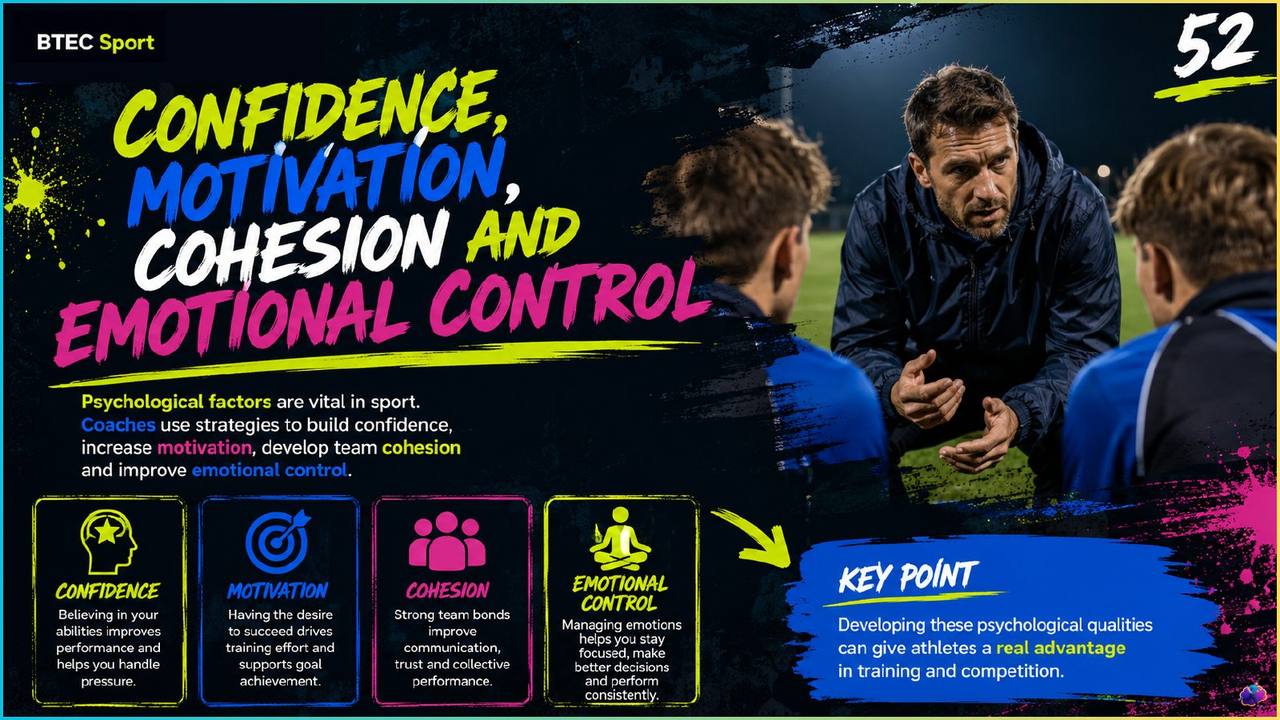 BTEC Sport
52
CONFIDENCE,
MOTIVATION,
COHESION AND
EMOTIONAL CONTROL
Psychological factors are vital in sport.
Coaches use strategies to build confidence,
increase motivation, develop team cohesion
and improve emotional control.
CONFIDENCE
Believing in your
abilities improves
performance and
helps you handle
pressure.
MOTIVATION
Having the desire
to succeed drives
training effort and
supports goal
achievement.
COHESION
Strong team bonds
improve
communication,
trust and collective
performance.
EMOTIONAL
CONTROL
Managing emotions
helps you stay
focused, make
better decisions
and perform
consistently.
KEY POINT
Developing these psychological qualities
can give athletes a real advantage
in training and competition.